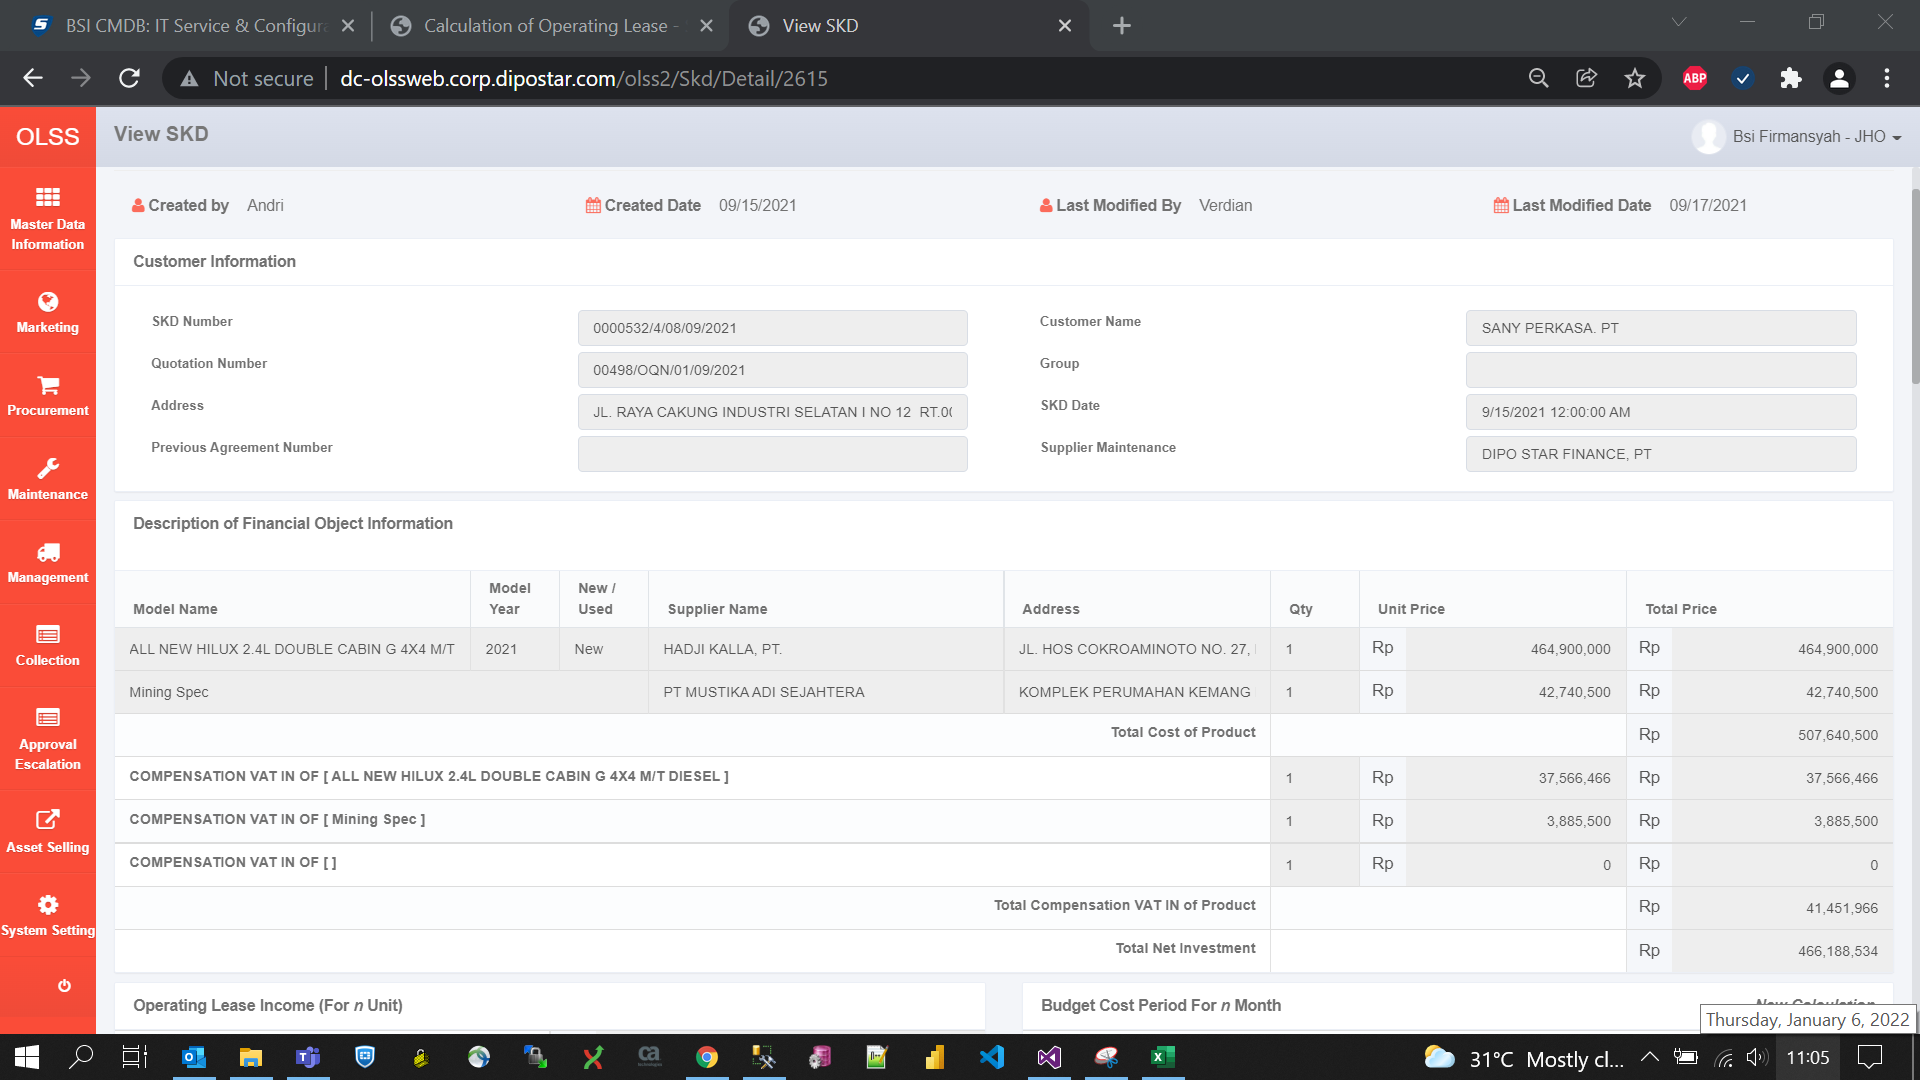 BSI CMDB: IT Service & Configura
Calculation of Operating Lease -
View SKD
Not secure
dc-olssweb.corp.dipostar.com/olss2/Skd/Detail/2615
ABP
OLSS
View SKD
Bsi Firmansyah - JHO
Master Data
Information
Marketing
Procurement
Maintenance
Management
Collection
Approval
Escalation
Asset Selling
System Setting
Created by Andri
Created Date 09/15/2021
Last Modified By Verdian
Last Modified Date 09/17/2021
Customer Information
SKD Number 0000532/4/08/09/2021
Customer Name SANY PERKASA. PT
Quotation Number 00498/OQN/01/09/2021
Group
Address JL. RAYA CAKUNG INDUSTRI SELATAN I NO 12 RT.00
SKD Date 9/15/2021 12:00:00 AM
Previous Agreement Number
Supplier Maintenance DIPO STAR FINANCE, PT
Description of Financial Object Information
Model Name Model Year New / Used Supplier Name Address Qty Unit Price Total Price
ALL NEW HILUX 2.4L DOUBLE CABIN G 4X4 M/T 2021 New HADJI KALLA, PT. JL. HOS COKROAMINOTO NO. 27, 1 Rp 464,900,000 Rp 464,900,000
Mining Spec PT MUSTIKA ADI SEJAHTERA KOMPLEK PERUMAHAN KEMANG 1 Rp 42,740,500 Rp 42,740,500
Total Cost of Product Rp 507,640,500
COMPENSATION VAT IN OF [ ALL NEW HILUX 2.4L DOUBLE CABIN G 4X4 M/T DIESEL ] 1 Rp 37,566,466 Rp 37,566,466
COMPENSATION VAT IN OF [ Mining Spec ] 1 Rp 3,885,500 Rp 3,885,500
COMPENSATION VAT IN OF [ ] 1 Rp 0 Rp 0
Total Compensation VAT IN of Product Rp 41,451,966
Total Net Investment Rp 466,188,534
Operating Lease Income (For n Unit)
Budget Cost Period For n Month
New Calculation
Thursday, January 6, 2022
31°C Mostly cl...
11:05